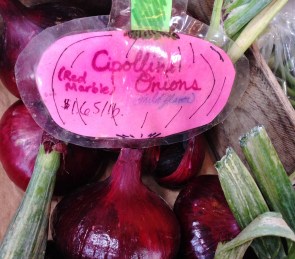 Cipollini
(Red Onions
Marble)
$1.65/lb.